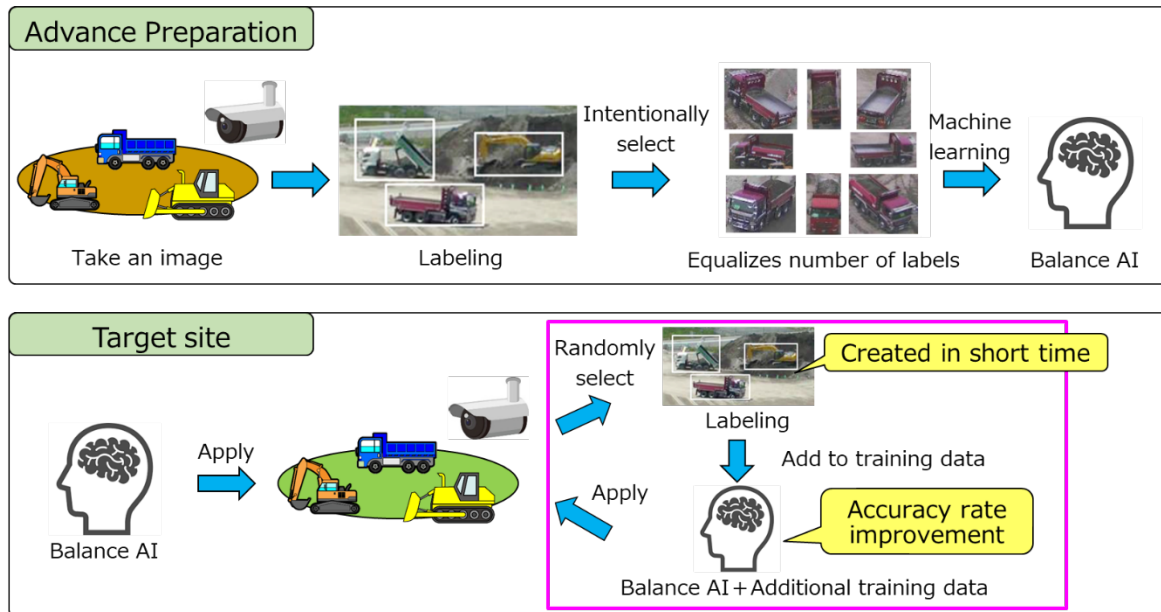 Advance Preparation
Take an image
Labeling
Intentionally
select
Equalizes number of labels
Machine
learning
Balance AI
Target site
Balance AI
Apply
Randomly
select
Created in short time
Labeling
Add to training data
Apply
Accuracy rate
improvement
Balance AI+Additional training data